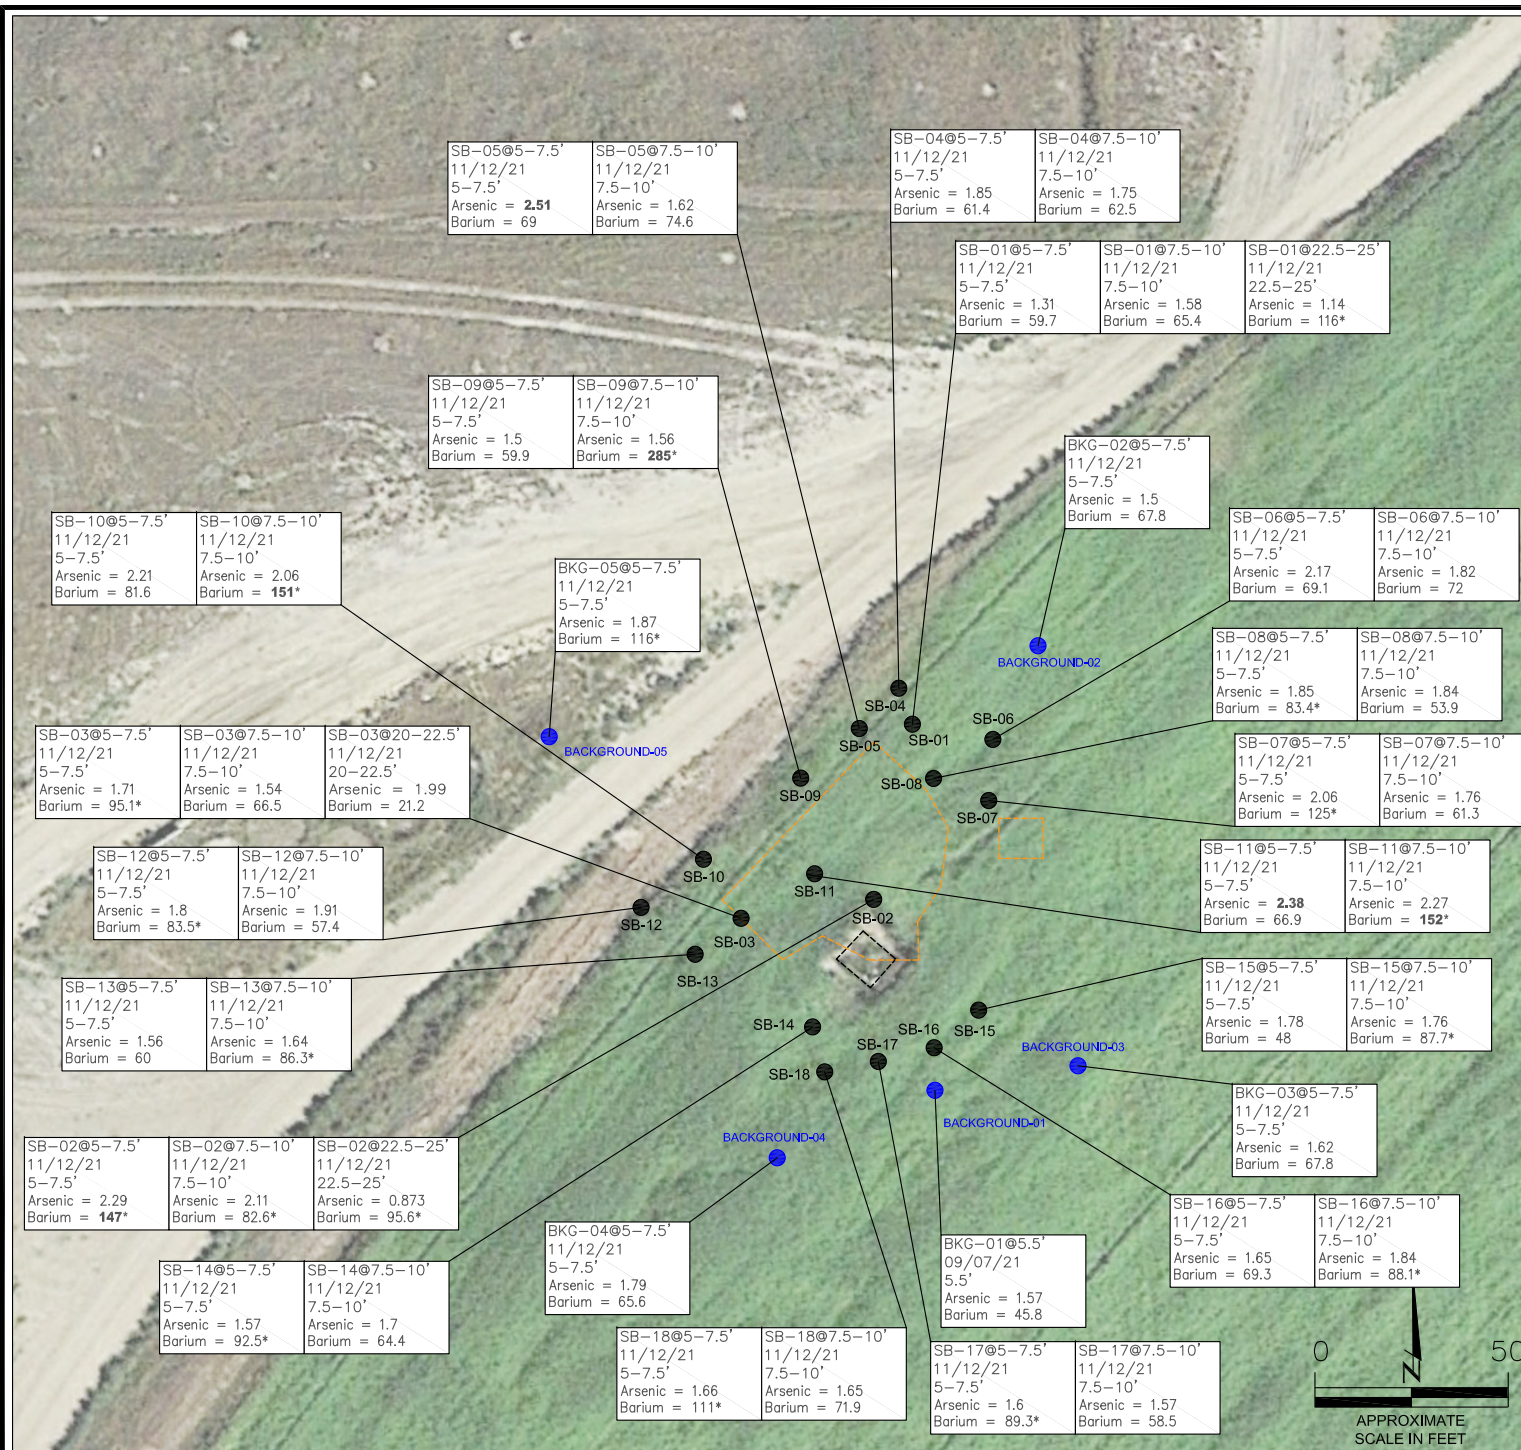 SB-05@5-7.5'
11/12/21
5-7.5'
Arsenic = 2.51
Barium = 69
SB-05@7.5-10'
11/12/21
7.5-10'
Arsenic = 1.62
Barium = 74.6
SB-04@5-7.5'
11/12/21
5-7.5'
Arsenic = 1.85
Barium = 61.4
SB-04@7.5-10'
11/12/21
7.5-10'
Arsenic = 1.75
Barium = 62.5
SB-01@5-7.5'
11/12/21
5-7.5'
Arsenic = 1.31
Barium = 59.7
SB-01@7.5-10'
11/12/21
7.5-10'
Arsenic = 1.58
Barium = 65.4
SB-01@22.5-25'
11/12/21
22.5-25'
Arsenic = 1.14
Barium = 116*
SB-09@5-7.5'
11/12/21
5-7.5'
Arsenic = 1.5
Barium = 59.9
SB-09@7.5-10'
11/12/21
7.5-10'
Arsenic = 1.56
Barium = 285*
BKG-02@5-7.5'
11/12/21
5-7.5'
Arsenic = 1.5
Barium = 67.8
SB-10@5-7.5'
11/12/21
5-7.5'
Arsenic = 2.21
Barium = 81.6
SB-10@7.5-10'
11/12/21
7.5-10'
Arsenic = 2.06
Barium = 151*
SB-06@5-7.5'
11/12/21
5-7.5'
Arsenic = 2.17
Barium = 69.1
SB-06@7.5-10'
11/12/21
7.5-10'
Arsenic = 1.82
Barium = 72
BKG-05@5-7.5'
11/12/21
5-7.5'
Arsenic = 1.87
Barium = 116*
SB-08@5-7.5'
11/12/21
5-7.5'
Arsenic = 1.85
Barium = 83.4*
SB-08@7.5-10'
11/12/21
7.5-10'
Arsenic = 1.84
Barium = 53.9
BACKGROUND-02
SB-04
SB-06
SB-01
SB-05
BACKGROUND-05
SB-03@5-7.5'
11/12/21
5-7.5'
Arsenic = 1.71
Barium = 95.1*
SB-03@7.5-10'
11/12/21
7.5-10'
Arsenic = 1.54
Barium = 66.5
SB-03@20-22.5'
11/12/21
20-22.5'
Arsenic = 1.99
Barium = 21.2
SB-07@5-7.5'
11/12/21
5-7.5'
Arsenic = 2.06
Barium = 125*
SB-07@7.5-10'
11/12/21
7.5-10'
Arsenic = 1.76
Barium = 61.3
SB-08
SB-09
SB-07
SB-12@5-7.5'
11/12/21
5-7.5'
Arsenic = 1.8
Barium = 83.5*
SB-12@7.5-10'
11/12/21
7.5-10'
Arsenic = 1.91
Barium = 57.4
SB-11@5-7.5'
11/12/21
5-7.5'
Arsenic = 2.38
Barium = 66.9
SB-11@7.5-10'
11/12/21
7.5-10'
Arsenic = 2.27
Barium = 152*
SB-10
SB-11
SB-02
SB-12
SB-03
SB-13
SB-13@5-7.5'
11/12/21
5-7.5'
Arsenic = 1.56
Barium = 60
SB-13@7.5-10'
11/12/21
7.5-10'
Arsenic = 1.64
Barium = 86.3*
SB-15@5-7.5'
11/12/21
5-7.5'
Arsenic = 1.78
Barium = 48
SB-15@7.5-10'
11/12/21
7.5-10'
Arsenic = 1.76
Barium = 87.7*
SB-14
SB-16
SB-15
SB-17
SB-18
BACKGROUND-03
BACKGROUND-01
BACKGROUND-04
BKG-03@5-7.5'
11/12/21
5-7.5'
Arsenic = 1.62
Barium = 67.8
SB-02@5-7.5'
11/12/21
5-7.5'
Arsenic = 2.29
Barium = 147*
SB-02@7.5-10'
11/12/21
7.5-10'
Arsenic = 2.11
Barium = 82.6*
SB-02@22.5-25'
11/12/21
22.5-25'
Arsenic = 0.873
Barium = 95.6*
SB-16@5-7.5'
11/12/21
5-7.5'
Arsenic = 1.65
Barium = 69.3
SB-16@7.5-10'
11/12/21
7.5-10'
Arsenic = 1.84
Barium = 88.1*
BKG-04@5-7.5'
11/12/21
5-7.5'
Arsenic = 1.79
Barium = 65.6
BKG-01@5.5'
09/07/21
5.5'
Arsenic = 1.57
Barium = 45.8
SB-14@5-7.5'
11/12/21
5-7.5'
Arsenic = 1.57
Barium = 92.5*
SB-14@7.5-10'
11/12/21
7.5-10'
Arsenic = 1.7
Barium = 64.4
SB-18@5-7.5'
11/12/21
5-7.5'
Arsenic = 1.66
Barium = 111*
SB-18@7.5-10'
11/12/21
7.5-10'
Arsenic = 1.65
Barium = 71.9
SB-17@5-7.5'
11/12/21
5-7.5'
Arsenic = 1.6
Barium = 89.3*
SB-17@7.5-10'
11/12/21
7.5-10'
Arsenic = 1.57
Barium = 58.5
0 50
N
APPROXIMATE
SCALE IN FEET